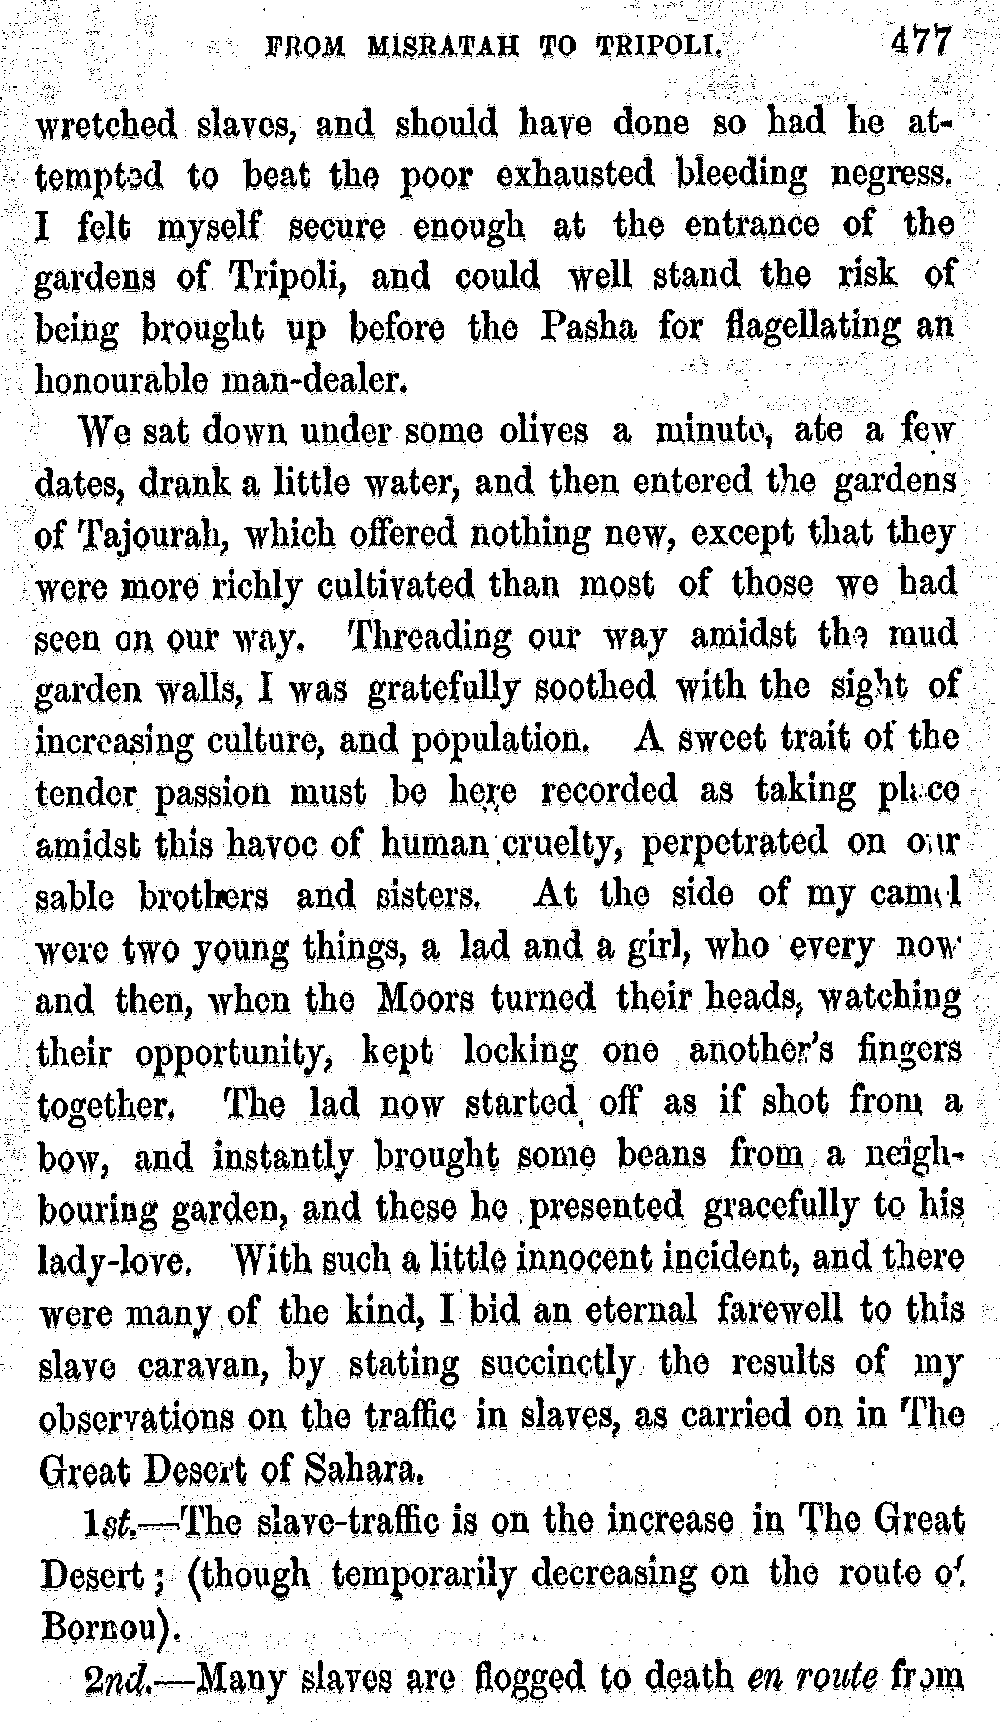 FROM MISRATAH TO TRIPOLI. 477
wretched slaves, and should have done so had he at-
tempted to beat the poor exhausted bleeding negress.
I felt myself secure enough at the entrance of the
gardens of Tripoli, and could well stand the risk of
being brought up before the Pasha for flagellating an
honourable man-dealer.
We sat down under some olives a minute, ate a few
dates, drank a little water, and then entered the gardens
of Tajourah, which offered nothing new, except that they
were more richly cultivated than most of those we had
seen on our way. Threading our way amidst the mud
garden walls, I was gratefully soothed with the sight of
increasing culture, and population. A sweet trait of the
tender passion must be here recorded as taking place
amidst this havoc of human cruelty, perpetrated on our
sable brothers and sisters. At the side of my camel
were two young things, a lad and a girl, who every now
and then, when the Moors turned their heads, watching
their opportunity, kept locking one another's fingers
together. The lad now started off as if shot from a
bow, and instantly brought some beans from a neigh-
bouring garden, and these he presented gracefully to his
lady-love. With such a little innocent incident, and there
were many of the kind, I bid an eternal farewell to this
slave caravan, by stating succinctly the results of my
observations on the traffic in slaves, as carried on in The
Great Desert of Sahara.
1st.—The slave-traffic is on the increase in The Great
Desert; (though temporarily decreasing on the route of
Bornou).
2nd.—Many slaves are flogged to death en route from